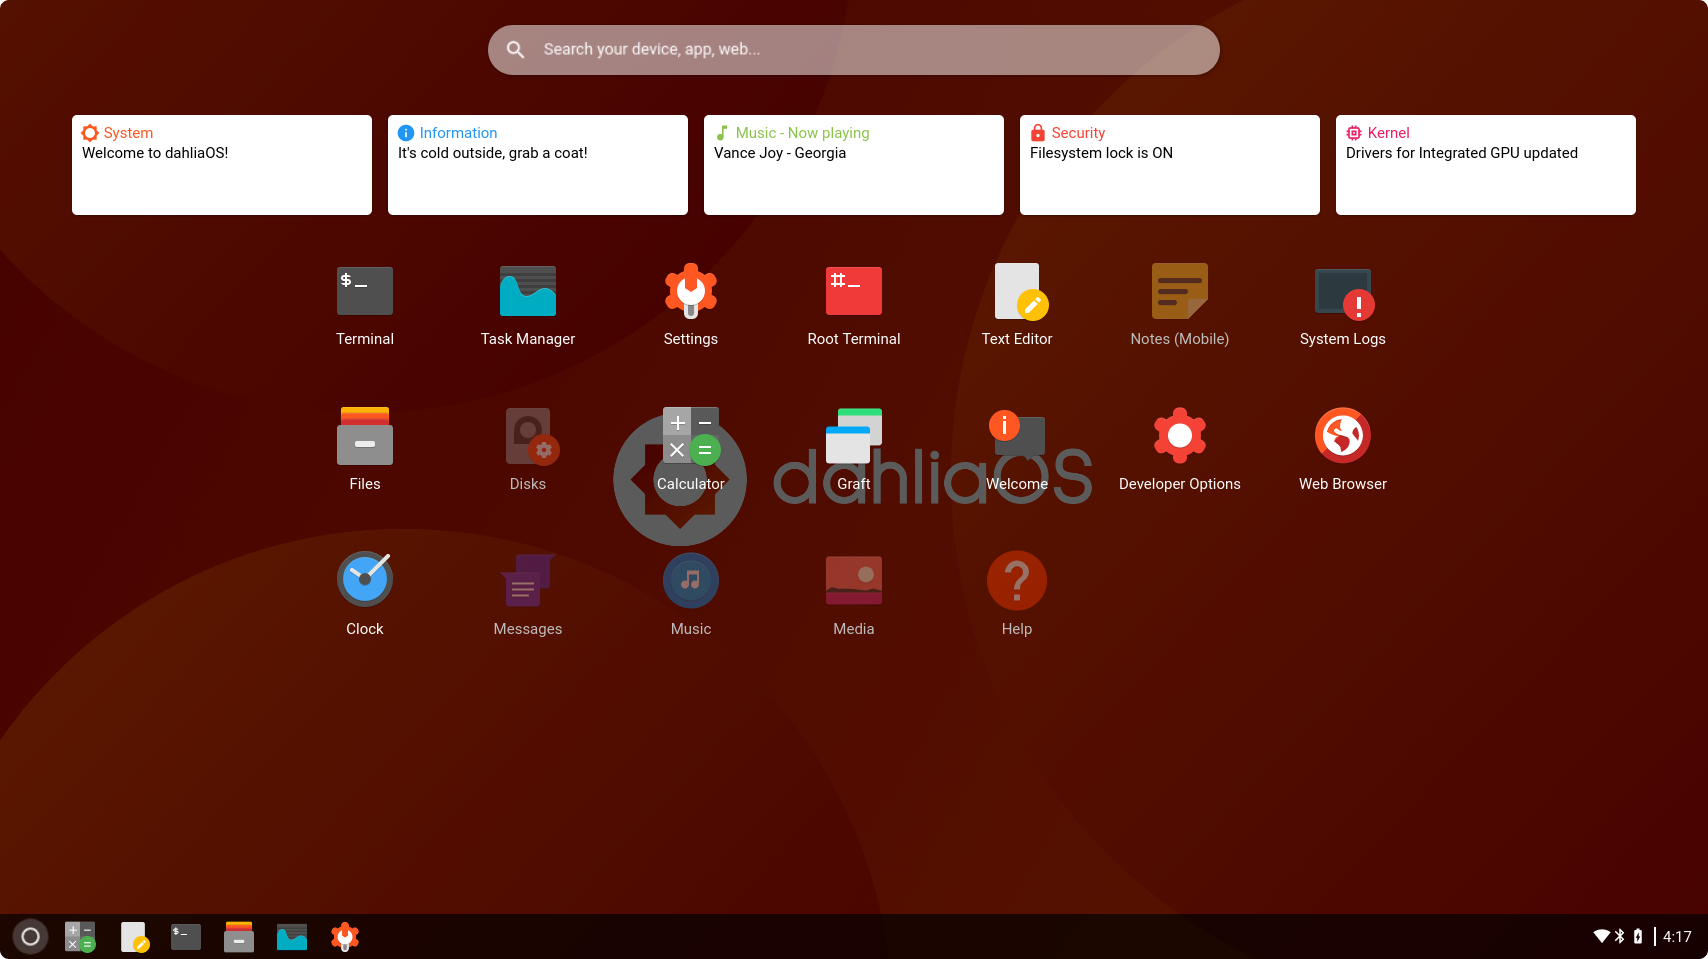 Search your device, app, web...
System
Welcome to dahliaOS!
Information
It's cold outside, grab a coat!
Music - Now playing
Vance Joy - Georgia
Security
Filesystem lock is ON
Kernel
Drivers for Integrated GPU updated
$_
#_
Terminal
Task Manager
Settings
Root Terminal
Text Editor
Notes (Mobile)
System Logs
Files
Disks
Calculator
Graft
Welcome
Developer Options
Web Browser
dahliaOS
Clock
Messages
Music
Media
Help
$_
4:17